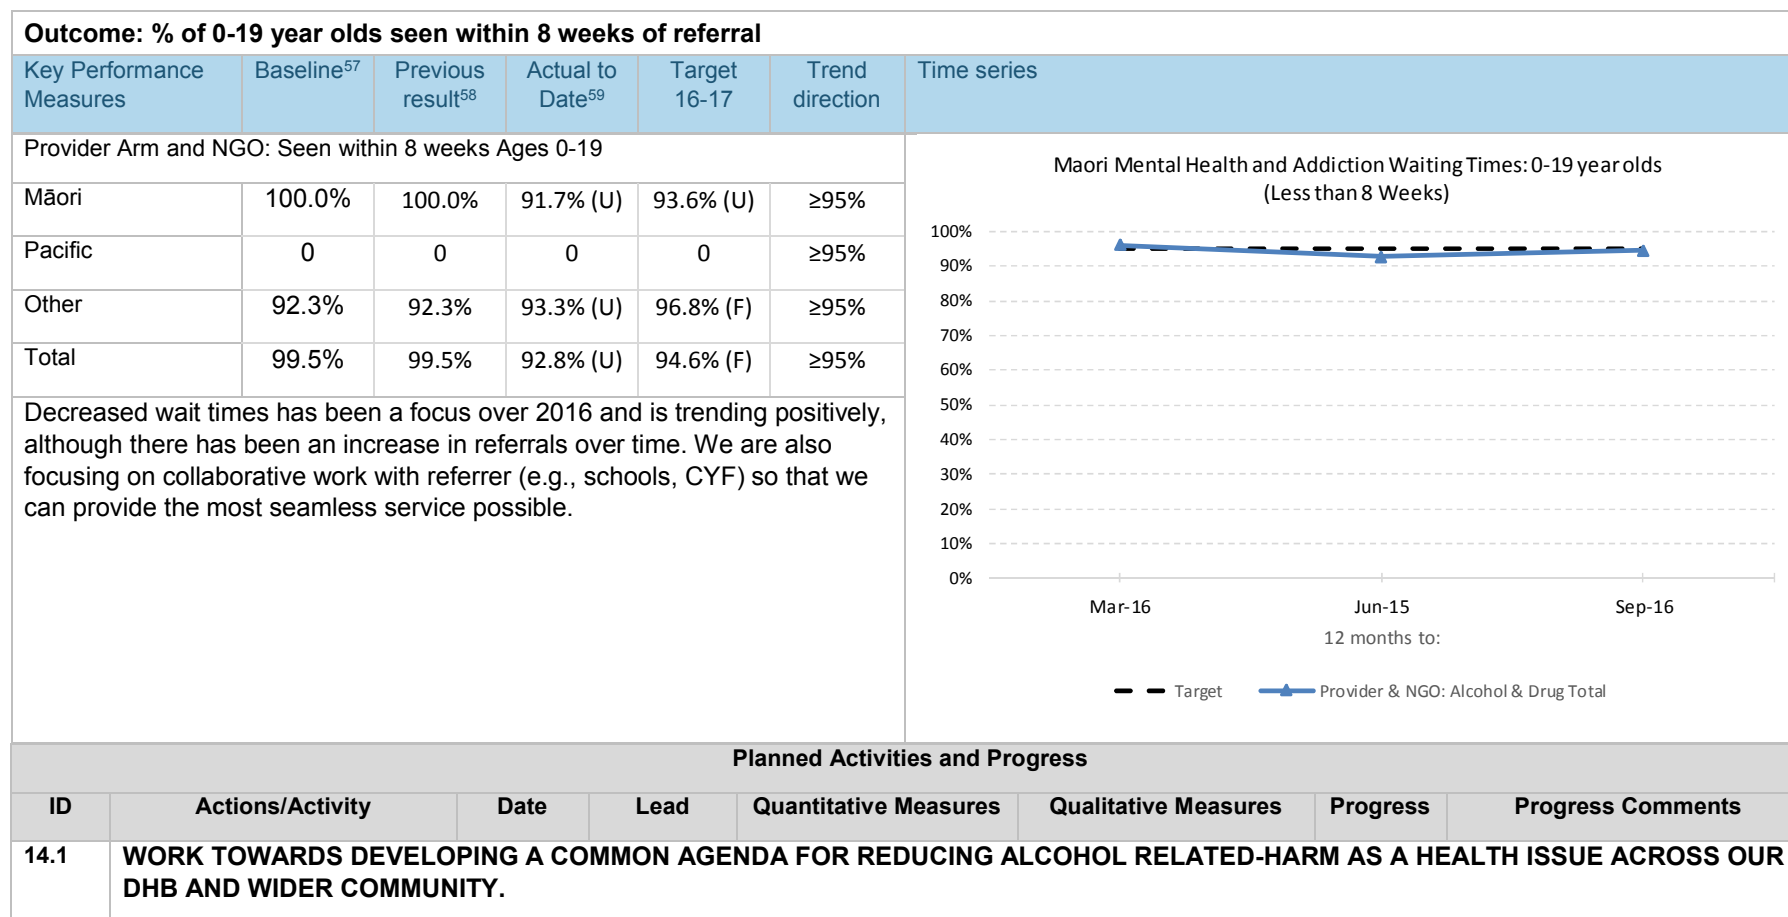 Outcome: % of 0-19 year olds seen within 8 weeks of referral
Key Performance Measures | Baseline57 | Previous result58 | Actual to Date59 | Target 16-17 | Trend direction | Time series
Provider Arm and NGO: Seen within 8 weeks Ages 0-19
Māori | 100.0% | 100.0% | 91.7% (U) | 93.6% (U) | ≥95%
Pacific | 0 | 0 | 0 | 0 | ≥95%
Other | 92.3% | 92.3% | 93.3% (U) | 96.8% (F) | ≥95%
Total | 99.5% | 99.5% | 92.8% (U) | 94.6% (F) | ≥95%
Decreased wait times has been a focus over 2016 and is trending positively,
although there has been an increase in referrals over time. We are also
focusing on collaborative work with referrer (e.g., schools, CYF) so that we
can provide the most seamless service possible.
Maori Mental Health and Addiction Waiting Times: 0-19 year olds
(Less than 8 Weeks)
100%
90%
80%
70%
60%
50%
40%
30%
20%
10%
0%
Mar-16 Jun-15 Sep-16
12 months to:
Target Provider & NGO: Alcohol & Drug Total
Planned Activities and Progress
ID | Actions/Activity | Date | Lead | Quantitative Measures | Qualitative Measures | Progress | Progress Comments
14.1 WORK TOWARDS DEVELOPING A COMMON AGENDA FOR REDUCING ALCOHOL RELATED-HARM AS A HEALTH ISSUE ACROSS OUR
DHB AND WIDER COMMUNITY.